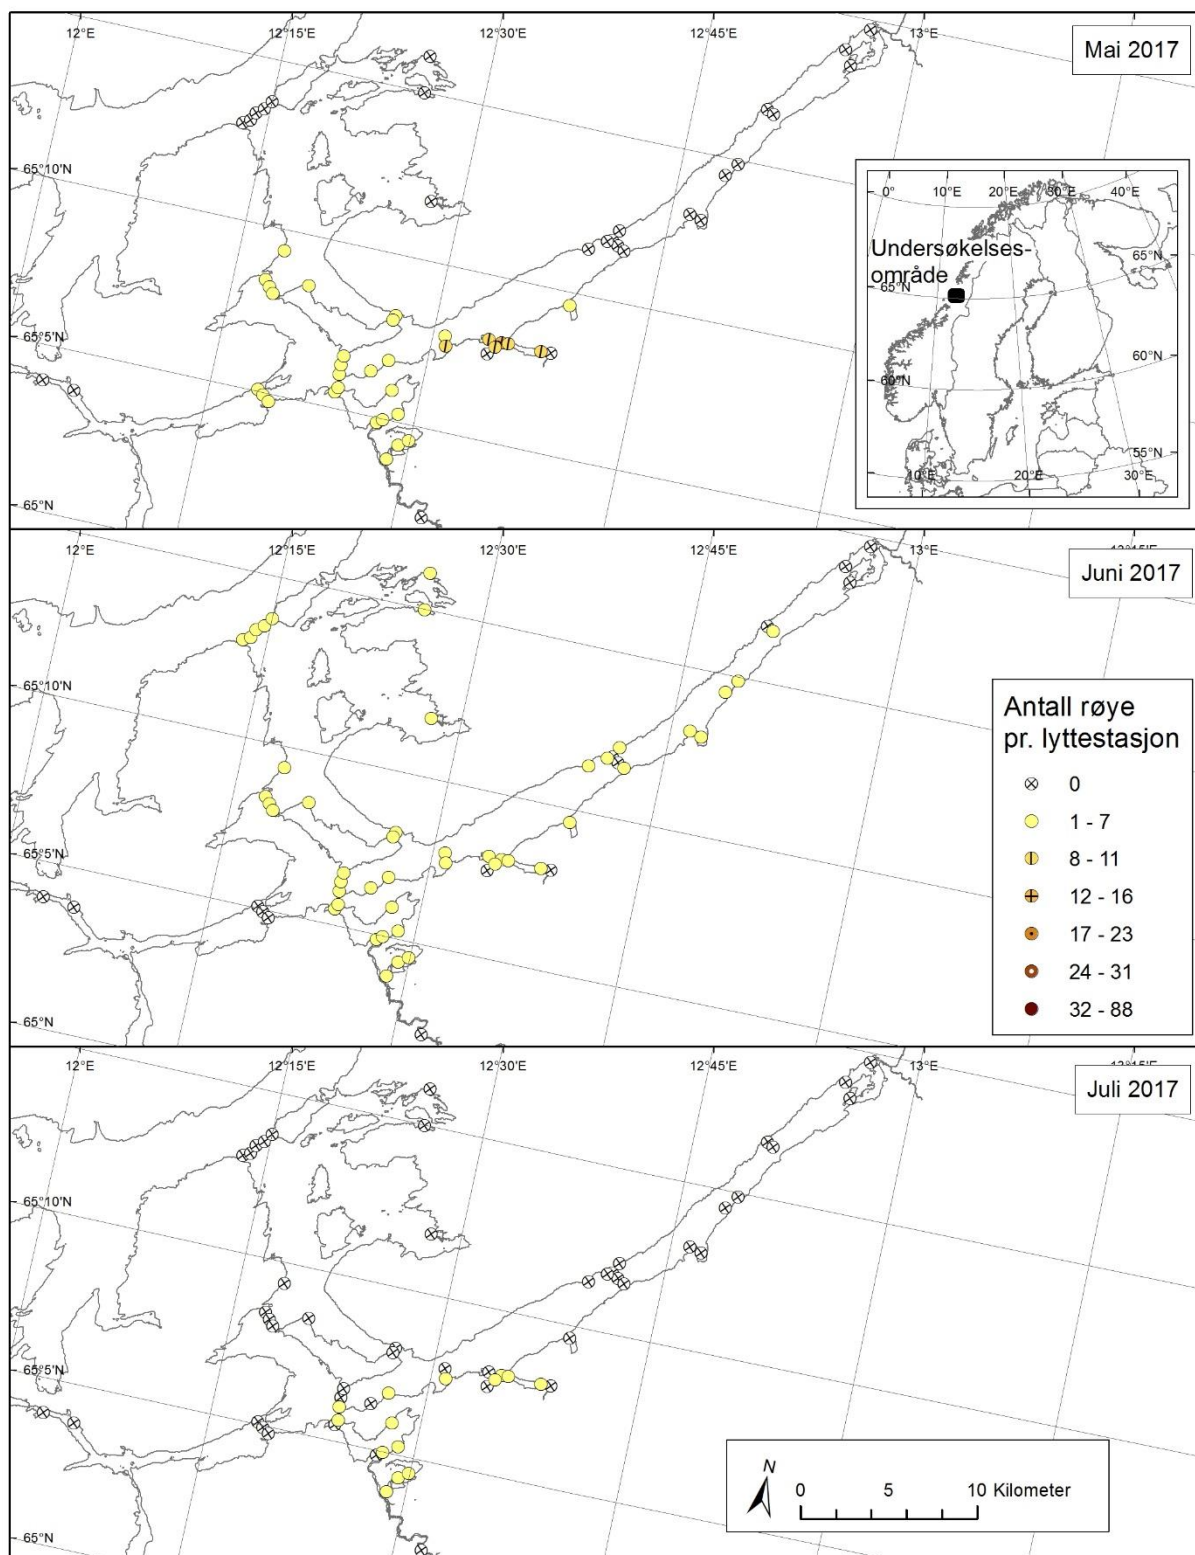 12°E 12°15'E 12°30'E 12°45'E 13°E
Mai 2017
65°10'N
65°5'N
65°N
0° 10°E 20°E 30°E 40°E
Undersøkelses-
område
65°N
65°N
60°N
60°N
55°N
10°E 20°E 30°E
12°E 12°15'E 12°30'E 12°45'E 13°E
Juni 2017
65°10'N
65°5'N
65°N
Antall røye
pr. lyttestasjon
0
1 - 7
8 - 11
12 - 16
17 - 23
24 - 31
32 - 88
12°E 12°15'E 12°30'E 12°45'E 13°E 13°15'E
Juli 2017
65°10'N
65°5'N
65°N
N
0 5 10 Kilometer